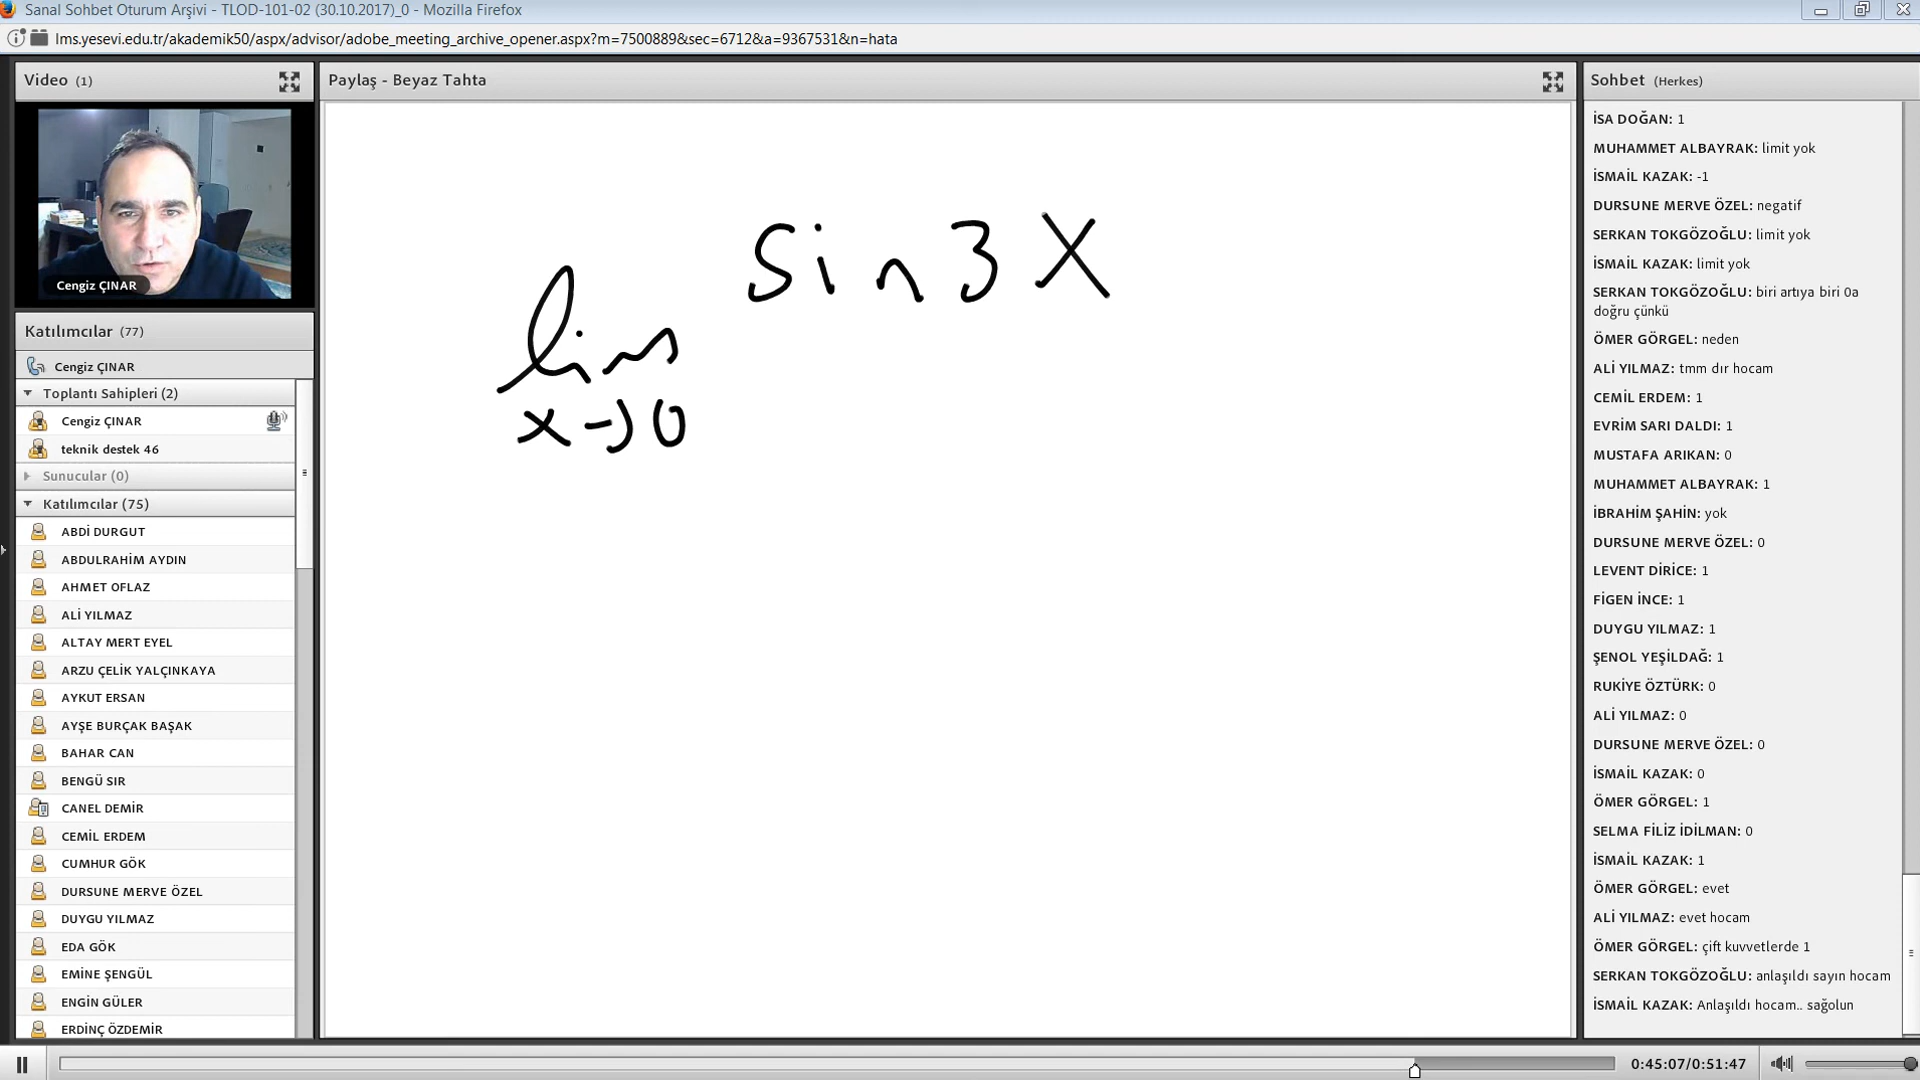 Sanal Sohbet Oturum Arşivi - TLOD-101-02 (30.10.2017)_0 - Mozilla Firefox
lms.yesevi.edu.tr/akademik50/aspx/advisor/adobe_meeting_archive_opener.aspx?m=7500889&sec=6712&a=9367531&n=hata
Video (1)
Cengiz ÇINAR
Katılımcılar (77)
Cengiz ÇINAR
Toplantı Sahipleri (2)
Cengiz ÇINAR
teknik destek 46
Sunucular (0)
Katılımcılar (75)
ABDİ DURGUT
ABDULRAHİM AYDIN
AHMET OFLAZ
ALİ YILMAZ
ALTAY MERT EYEL
ARZU ÇELİK YALÇINKAYA
AYKUT ERSAN
AYŞE BURÇAK BAŞAK
BAHAR CAN
BENGÜ SIR
CANEL DEMİR
CEMİL ERDEM
CUMHUR GÖK
DURSUNE MERVE ÖZEL
DUYGU YILMAZ
EDA GÖK
EMİNE ŞENGÜL
ENGİN GÜLER
ERDİNÇ ÖZDEMİR
Paylaş - Beyaz Tahta
Sin 3 X
lim
x→0
Sohbet (Herkes)
İSA DOĞAN: 1
MUHAMMET ALBAYRAK: limit yok
İSMAİL KAZAK: -1
DURSUNE MERVE ÖZEL: negatif
SERKAN TOKGÖZOĞLU: limit yok
İSMAİL KAZAK: limit yok
SERKAN TOKGÖZOĞLU: biri artıya biri 0a
doğru çünkü
ÖMER GÖRGEL: neden
ALİ YILMAZ: tmm dır hocam
CEMİL ERDEM: 1
EVRİM SARI DALDI: 1
MUSTAFA ARIKAN: 0
MUHAMMET ALBAYRAK: 1
İBRAHİM ŞAHİN: yok
DURSUNE MERVE ÖZEL: 0
LEVENT DİRİCE: 1
FİGEN İNCE: 1
DUYGU YILMAZ: 1
ŞENOL YEŞİLDAĞ: 1
RUKİYE ÖZTÜRK: 0
ALİ YILMAZ: 0
DURSUNE MERVE ÖZEL: 0
İSMAİL KAZAK: 0
ÖMER GÖRGEL: 1
SELMA FİLİZ İDİLMAN: 0
İSMAİL KAZAK: 1
ÖMER GÖRGEL: evet
ALİ YILMAZ: evet hocam
ÖMER GÖRGEL: çift kuvvetlerde 1
SERKAN TOKGÖZOĞLU: anlaşıldı sayın hocam
İSMAİL KAZAK: Anlaşıldı hocam.. sağolun
0:45:07/0:51:47